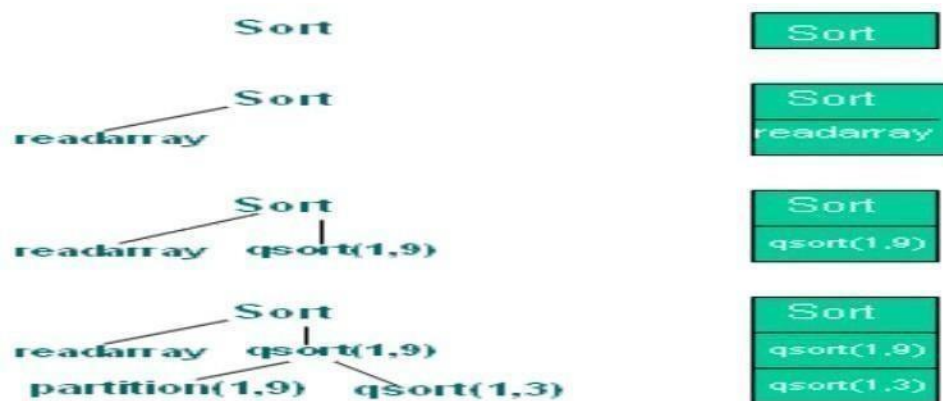 Sort Sort
Sort Sort
readarray readarray
Sort Sort
readarray qsort(1,9) qsort(1,9)
Sort Sort
readarray qsort(1,9) qsort(1,9)
partition(1,9) qsort(1,3) qsort(1,3)